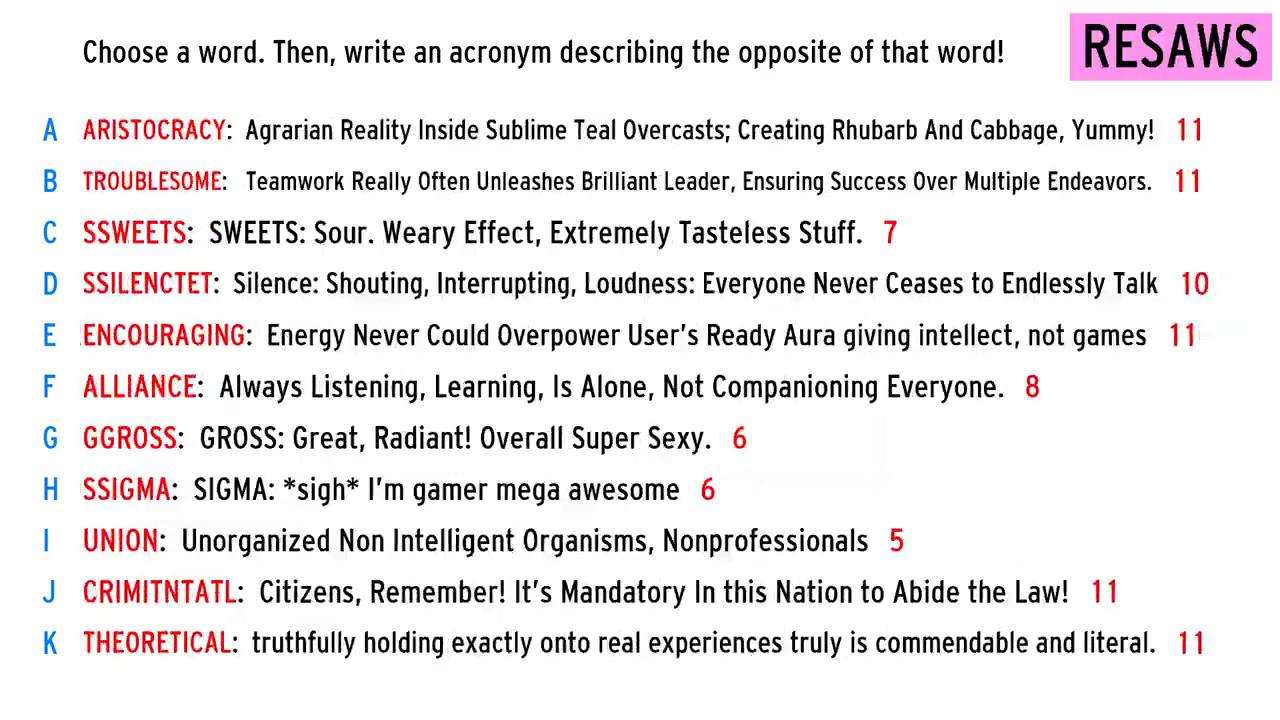 Choose a word. Then, write an acronym describing the opposite of that word! RESAWS
A ARISTOCRACY: Agrarian Reality Inside Sublime Teal Overcasts; Creating Rhubarb And Cabbage, Yummy! 11
B TROUBLESOME: Teamwork Really Often Unleashes Brilliant Leader, Ensuring Success Over Multiple Endeavors. 11
C SSWEETS: SWEETS: Sour. Weary Effect, Extremely Tasteless Stuff. 7
D SSILENCTET: Silence: Shouting, Interrupting, Loudness: Everyone Never Ceases to Endlessly Talk 10
E ENCOURAGING: Energy Never Could Overpower User's Ready Aura giving intellect, not games 11
F ALLIANCE: Always Listening, Learning, Is Alone, Not Companioning Everyone. 8
G GGROSS: GROSS: Great, Radiant! Overall Super Sexy. 6
H SSIGMA: SIGMA: *sigh* I'm gamer mega awesome 6
I UNION: Unorganized Non Intelligent Organisms, Nonprofessionals 5
J CRIMITNTATL: Citizens, Remember! It's Mandatory In this Nation to Abide the Law! 11
K THEORETICAL: truthfully holding exactly onto real experiences truly is commendable and literal. 11